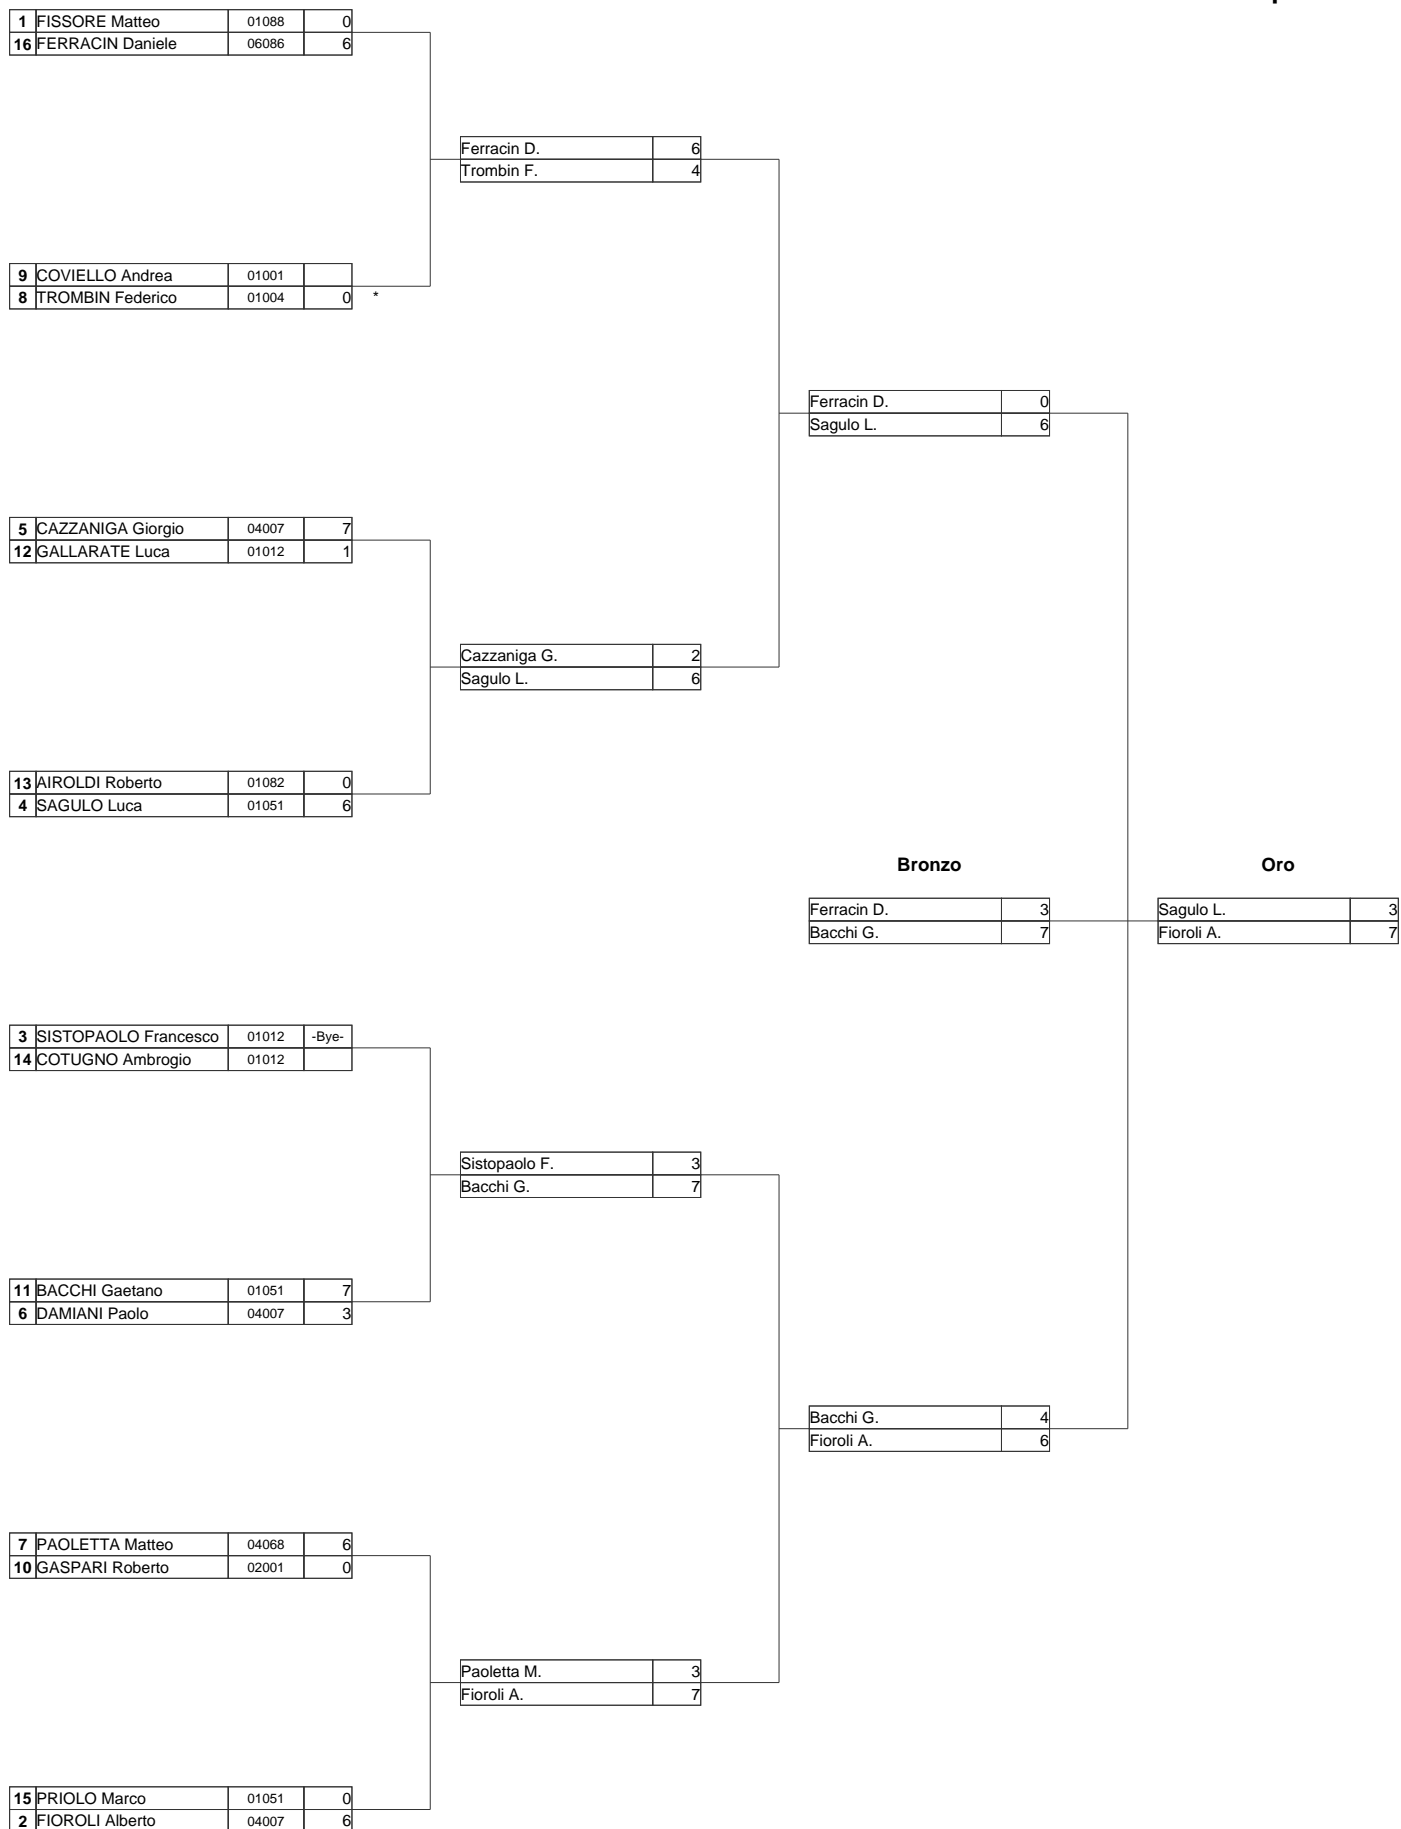 1 FISSORE Matteo 01088 0
16 FERRACIN Daniele 06086 6
Ferracin D. 6
Trombin F. 4
9 COVIELLO Andrea 01001
8 TROMBIN Federico 01004 0 *
Ferracin D. 0
Sagulo L. 6
5 CAZZANIGA Giorgio 04007 7
12 GALLARATE Luca 01012 1
Cazzaniga G. 2
Sagulo L. 6
13 AIROLDI Roberto 01082 0
4 SAGULO Luca 01051 6
Bronzo Oro
Ferracin D. 3 Sagulo L. 3
Bacchi G. 7 Fioroli A. 7
3 SISTOPAOLO Francesco 01012 -Bye-
14 COTUGNO Ambrogio 01012
Sistopaolo F. 3
Bacchi G. 7
11 BACCHI Gaetano 01051 7
6 DAMIANI Paolo 04007 3
Bacchi G. 4
Fioroli A. 6
7 PAOLETTA Matteo 04068 6
10 GASPARI Roberto 02001 0
Paoletta M. 3
Fioroli A. 7
15 PRIOLO Marco 01051 0
2 FIOROLI Alberto 04007 6